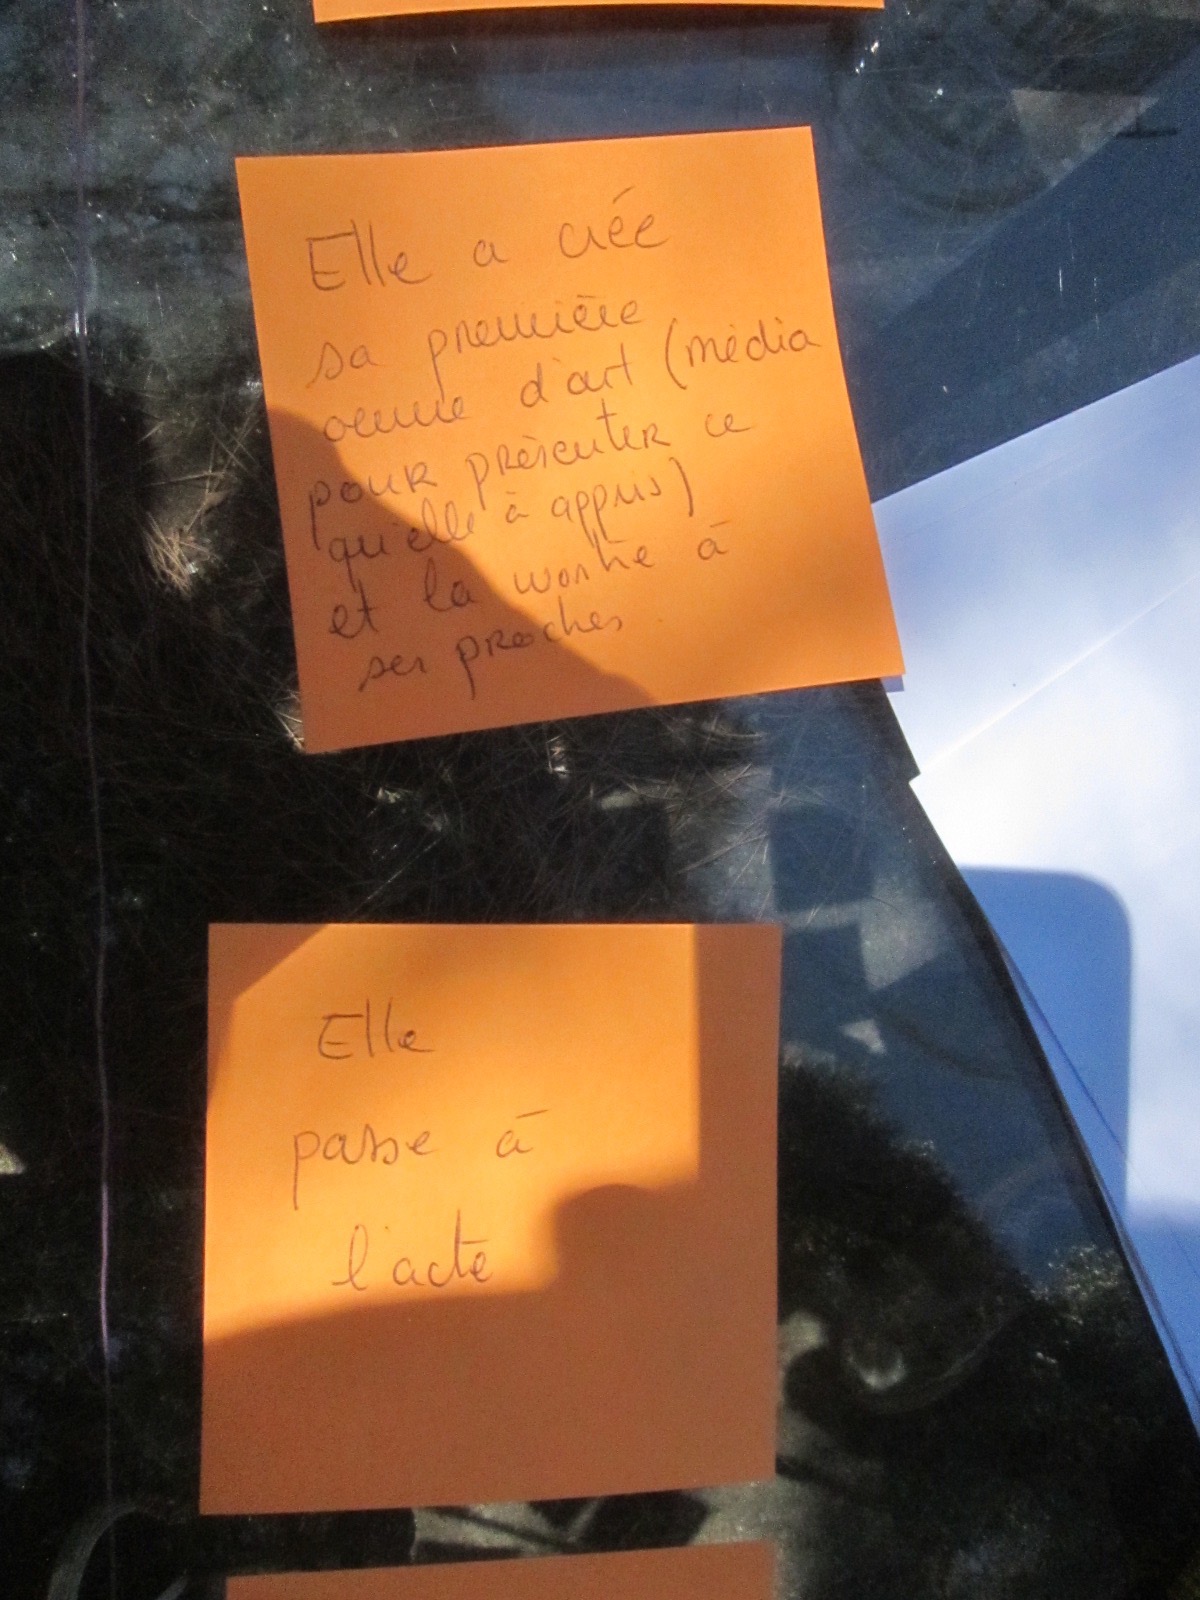 Elle a créé
sa première
oeuvre d'art (média
pour présenter ce
qu'elle à appris)
et la montre à
ses proches.
Elle
passe à
l'acte